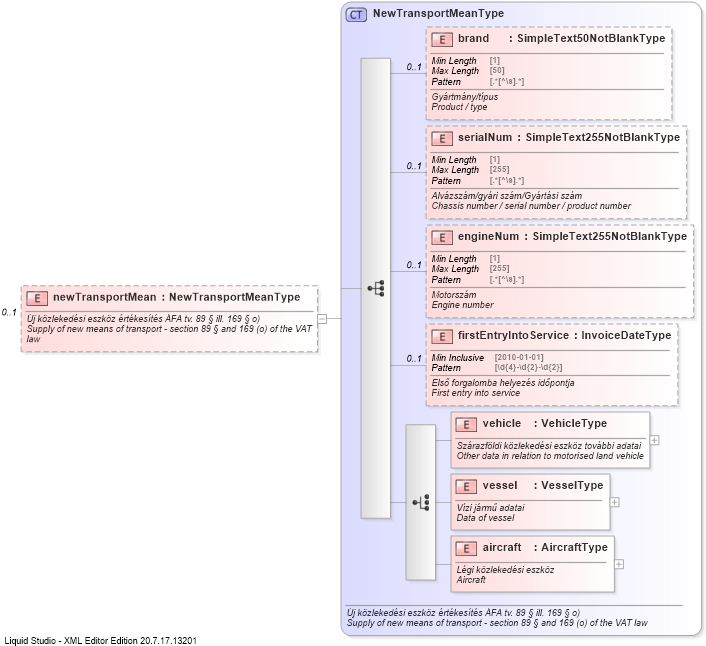 CT NewTransportMeanType
E brand : SimpleText50NotBlankType
0..1
Min Length [1]
Max Length [50]
Pattern [.*[^\s].*]
Gyártmány/típus
Product / type
E serialNum : SimpleText255NotBlankType
0..1
Min Length [1]
Max Length [255]
Pattern [.*[^\s].*]
Alvázszám/gyári szám/Gyártási szám
Chassis number / serial number / product number
E engineNum : SimpleText255NotBlankType
0..1
Min Length [1]
Max Length [255]
Pattern [.*[^\s].*]
Motorszám
Engine number
0..1
E newTransportMean : NewTransportMeanType
Új közlekedési eszköz értékesítés ÁFA tv. 89 § ill. 169 § o)
Supply of new means of transport - section 89 § and 169 (o) of the VAT
law
E firstEntryIntoService : InvoiceDateType
0..1
Min Inclusive [2010-01-01]
Pattern [\d{4}-\d{2}-\d{2}]
Első forgalomba helyezés időpontja
First entry into service
E vehicle : VehicleType
Szárazföldi közlekedési eszköz további adatai
Other data in relation to motorised land vehicle
E vessel : VesselType
Vízi jármű adatai
Data of vessel
E aircraft : AircraftType
Légi közlekedési eszköz
Aircraft
Új közlekedési eszköz értékesítés ÁFA tv. 89 § ill. 169 § o)
Supply of new means of transport - section 89 § and 169 (o) of the VAT law
Liquid Studio - XML Editor Edition 20.7.17.13201